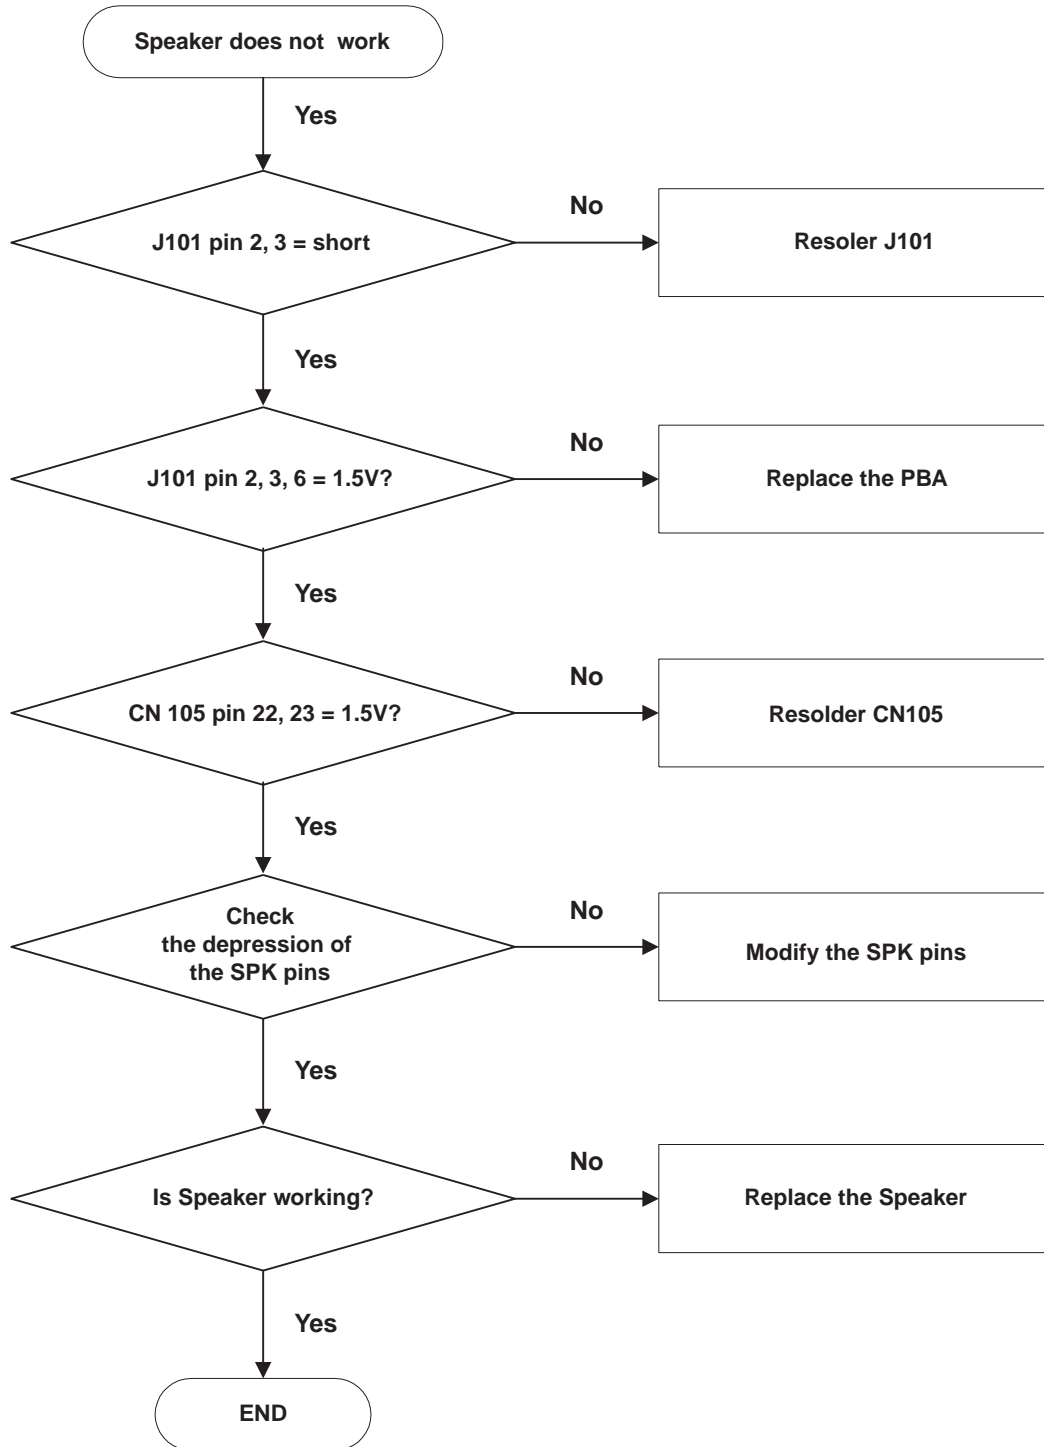 Speaker does not work
Yes
J101 pin 2, 3 = short
No
Resoler J101
Yes
J101 pin 2, 3, 6 = 1.5V?
No
Replace the PBA
Yes
CN 105 pin 22, 23 = 1.5V?
No
Resolder CN105
Yes
Check
the depression of
the SPK pins
No
Modify the SPK pins
Yes
Is Speaker working?
No
Replace the Speaker
Yes
END